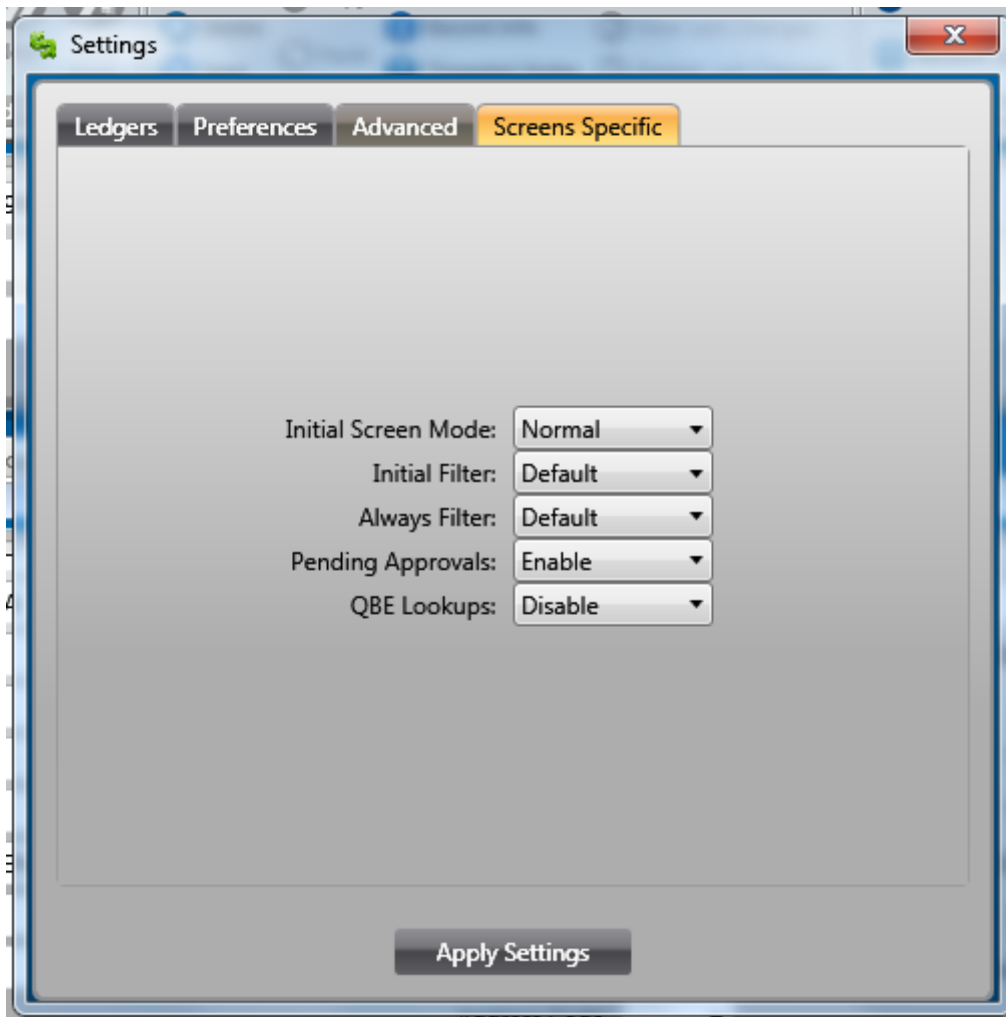 Settings
Ledgers Preferences Advanced Screens Specific
Initial Screen Mode: Normal
Initial Filter: Default
Always Filter: Default
Pending Approvals: Enable
QBE Lookups: Disable
Apply Settings